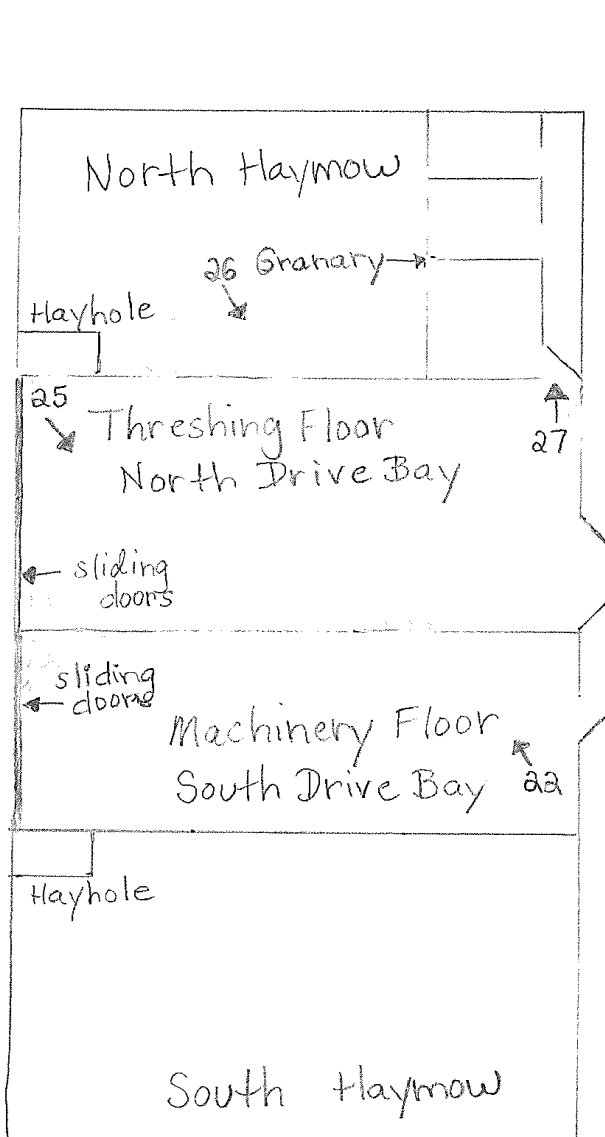 North Haymow
26 Granary
Hayhole
25
Threshing Floor
North Drive Bay
27
sliding
doors
sliding
doors
Machinery Floor
South Drive Bay
22
Hayhole
South Haymow